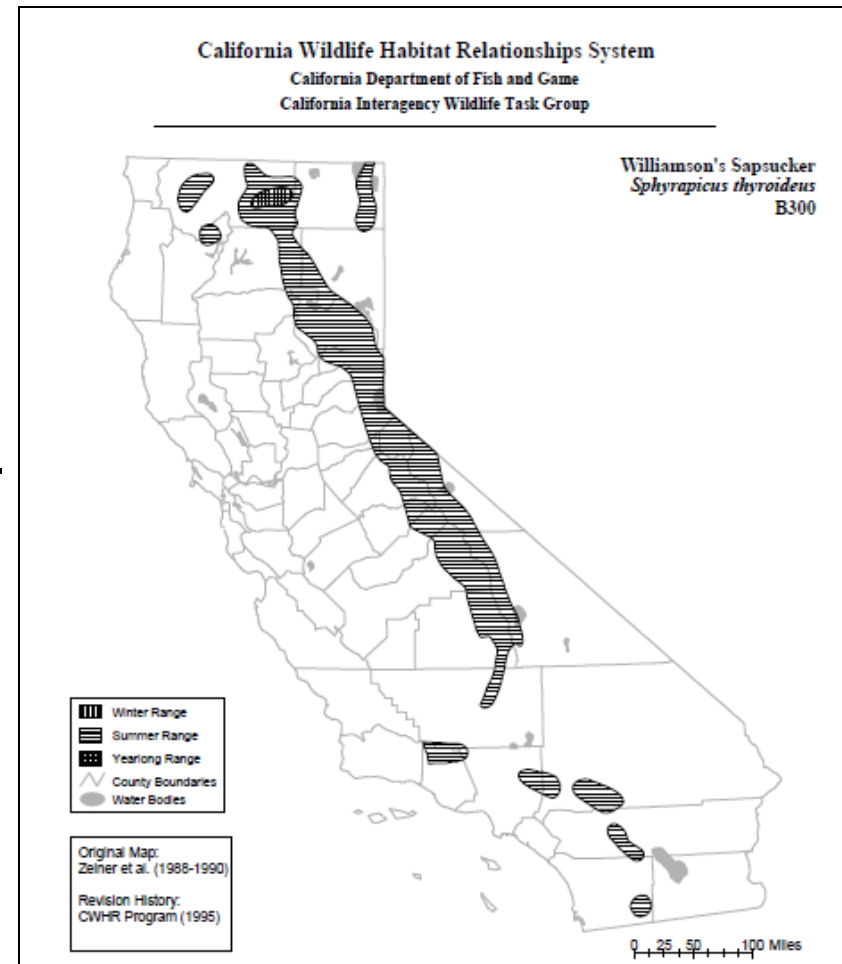 California Wildlife Habitat Relationships System
California Department of Fish and Game
California Interagency Wildlife Task Group
Williamson's Sapsucker
Sphyrapicus thyroideus
B300
Winter Range
Summer Range
Yearlong Range
County Boundaries
Water Bodies
Original Map:
Zeiner et al. (1988-1990)
Revision History:
CWHR Program (1995)
0 25 50 100 Miles